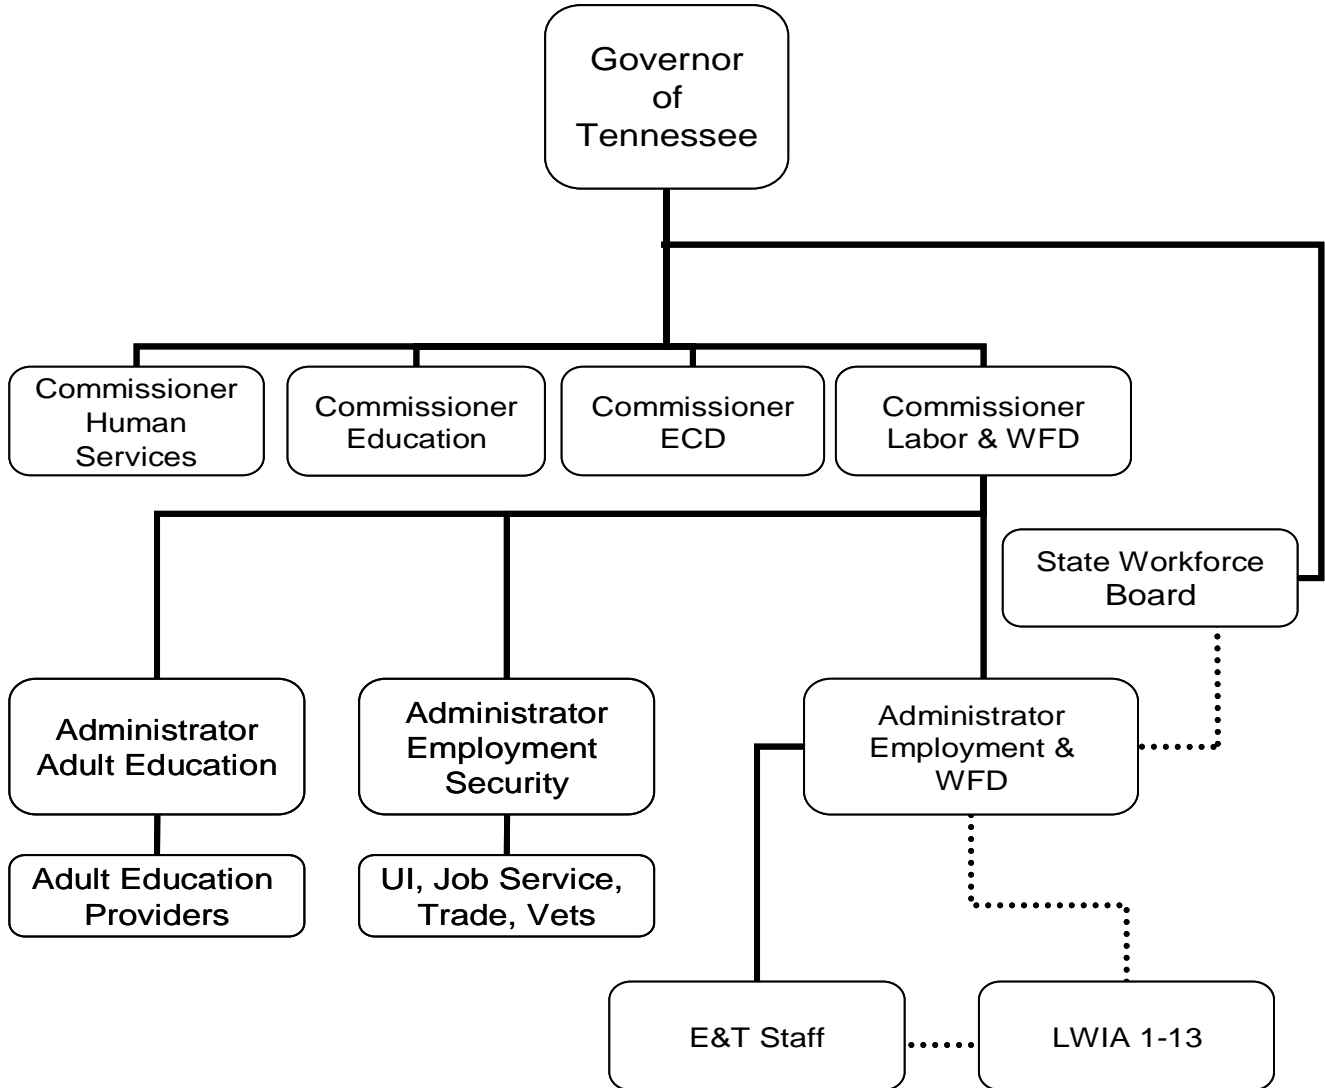 Governor
of
Tennessee
Commissioner
Human
Services
Commissioner
Education
Commissioner
ECD
Commissioner
Labor & WFD
State Workforce
Board
Administrator
Adult Education
Administrator
Employment
Security
Administrator
Employment &
WFD
Adult Education
Providers
UI, Job Service,
Trade, Vets
E&T Staff
LWIA 1-13